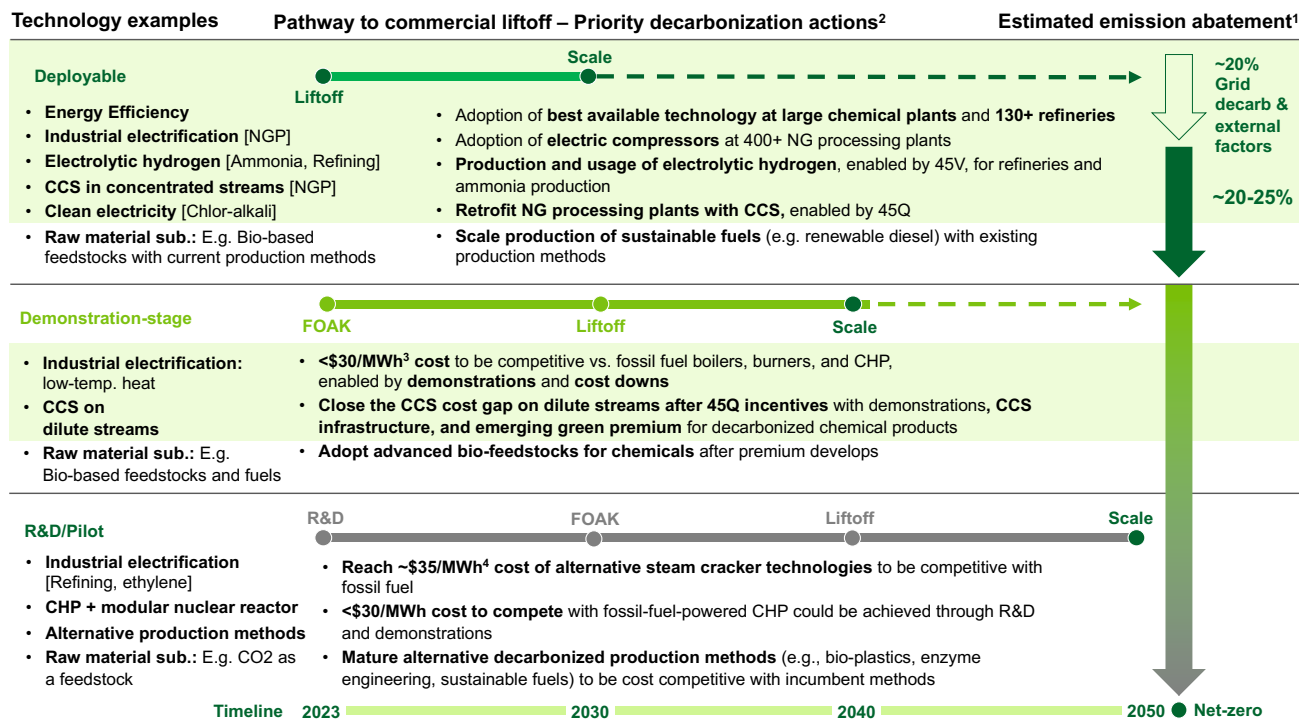 Technology examples
Pathway to commercial liftoff – Priority decarbonization actions²
Estimated emission abatement¹
Deployable
Liftoff
Scale
• Energy Efficiency
• Industrial electrification [NGP]
• Electrolytic hydrogen [Ammonia, Refining]
• CCS in concentrated streams [NGP]
• Clean electricity [Chlor-alkali]
• Raw material sub.: E.g. Bio-based
feedstocks with current production methods
• Adoption of best available technology at large chemical plants and 130+ refineries
• Adoption of electric compressors at 400+ NG processing plants
• Production and usage of electrolytic hydrogen, enabled by 45V, for refineries and
ammonia production
• Retrofit NG processing plants with CCS, enabled by 45Q
• Scale production of sustainable fuels (e.g. renewable diesel) with existing
production methods
~20%
Grid
decarb &
external
factors
~20-25%
Demonstration-stage
FOAK
Liftoff
Scale
• Industrial electrification:
low-temp. heat
• CCS on
dilute streams
• Raw material sub.: E.g.
Bio-based feedstocks and fuels
• <$30/MWh³ cost to be competitive vs. fossil fuel boilers, burners, and CHP,
enabled by demonstrations and cost downs
• Close the CCS cost gap on dilute streams after 45Q incentives with demonstrations, CCS
infrastructure, and emerging green premium for decarbonized chemical products
• Adopt advanced bio-feedstocks for chemicals after premium develops
R&D/Pilot
R&D
FOAK
Liftoff
Scale
• Industrial electrification
[Refining, ethylene]
• CHP + modular nuclear reactor
• Alternative production methods
• Raw material sub.: E.g. CO2 as
a feedstock
• Reach ~$35/MWh⁴ cost of alternative steam cracker technologies to be competitive with
fossil fuel
• <$30/MWh cost to compete with fossil-fuel-powered CHP could be achieved through R&D
and demonstrations
• Mature alternative decarbonized production methods (e.g., bio-plastics, enzyme
engineering, sustainable fuels) to be cost competitive with incumbent methods
Timeline 2023 2030 2040 2050 Net-zero